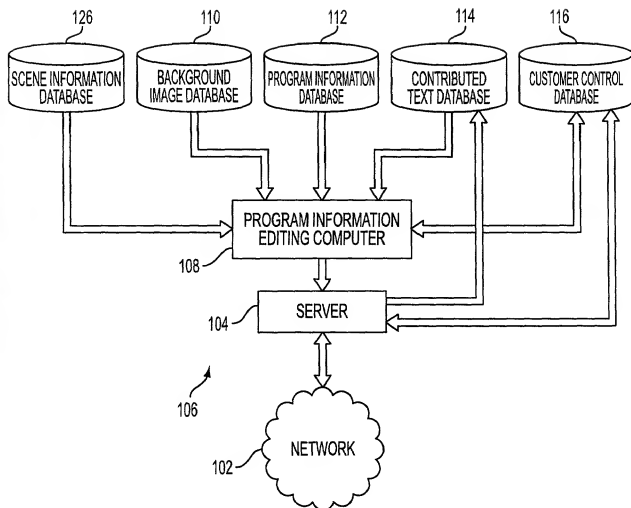 126
110
112
114
116
SCENE INFORMATION
DATABASE
BACKGROUND
IMAGE DATABASE
PROGRAM INFORMATION
DATABASE
CONTRIBUTED
TEXT DATABASE
CUSTOMER CONTROL
DATABASE
PROGRAM INFORMATION
EDITING COMPUTER
108
SERVER
104
106
NETWORK
102